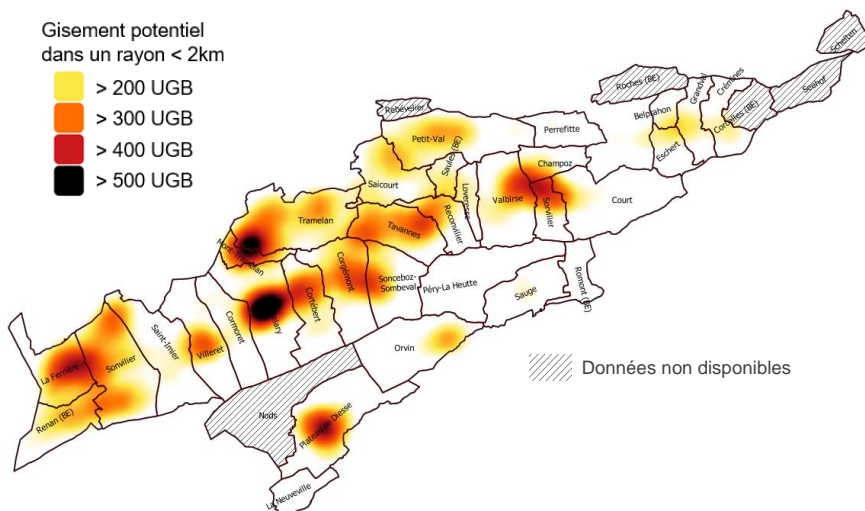 Gisement potentiel
dans un rayon < 2km
> 200 UGB
> 300 UGB
> 400 UGB
> 500 UGB
Schelten
Seehof
Roches (BE)
Grandval
Crémines
Corcelles (BE)
Belprahon
Eschert
Rebévelier
Petit-Val
Perrefitte
Saules (BE)
Champoz
Saicourt
Loveresse
Valbirse
Sorvilier
Court
Tramelan
Tavannes
Reconvilier
Mont-Tramelan
Corgémont
Sonceboz-
Sombeval
Péry-La Heutte
Romont (BE)
Sauge
Cortébert
Cormoret
Saint-Imier
Villeret
Orvin
La Ferrière
Sonvilier
Renan (BE)
Nods
Plateau de Diesse
La Neuveville
Données non disponibles